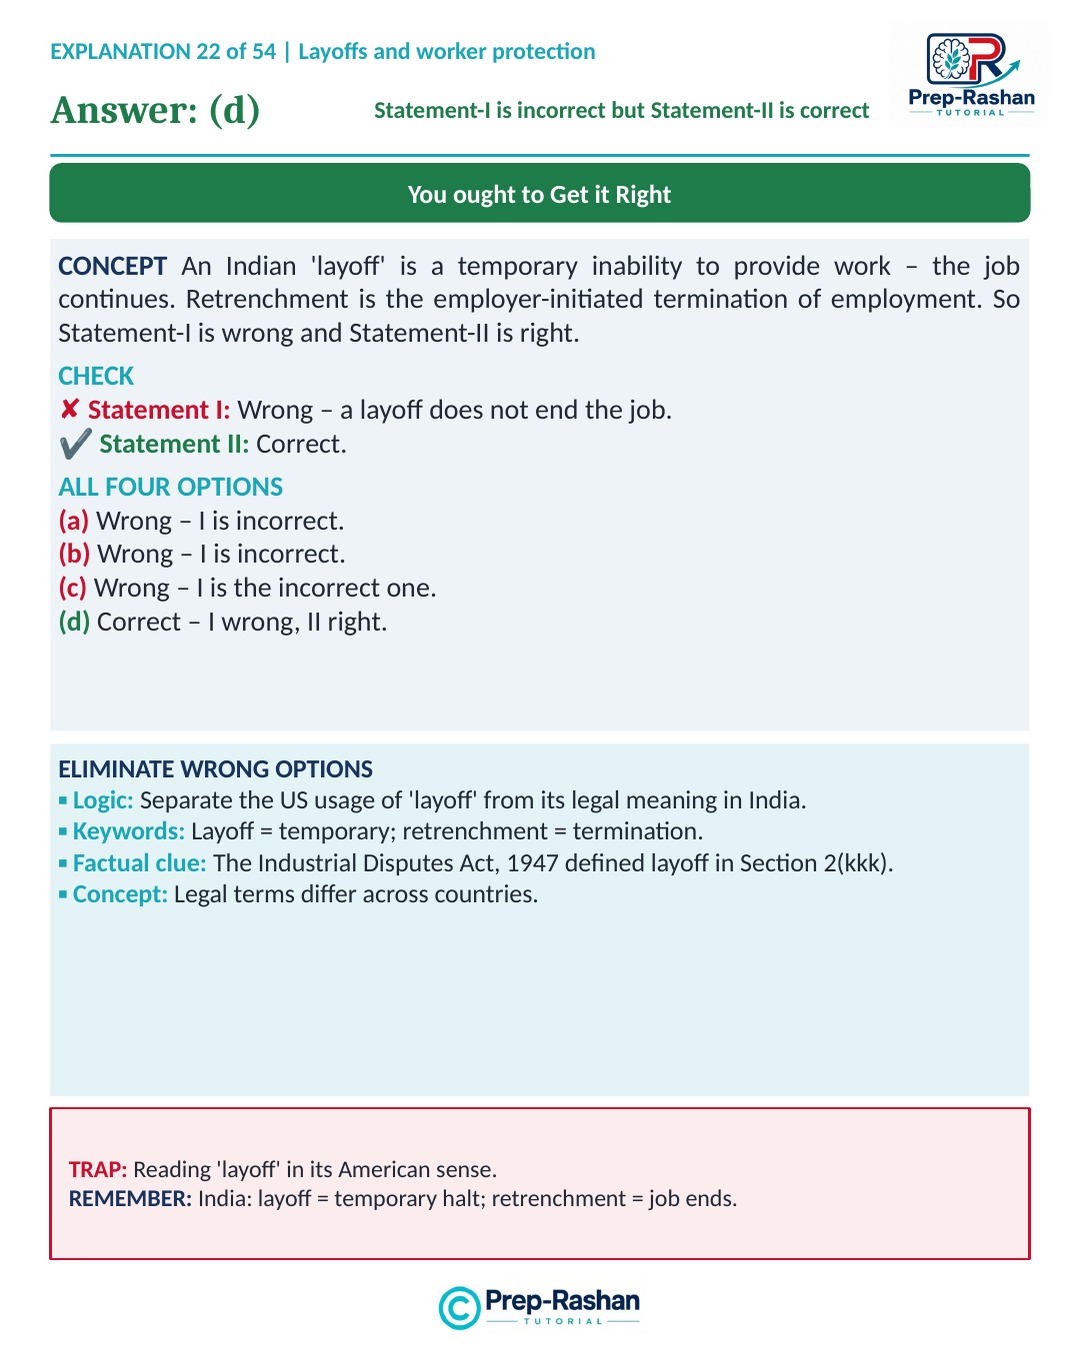 EXPLANATION 22 of 54 | Layoffs and worker protection
Prep-Rashan
TUTORIAL
Answer: (d)
Statement-I is incorrect but Statement-II is correct
You ought to Get it Right
CONCEPT An Indian 'layoff' is a temporary inability to provide work – the job
continues. Retrenchment is the employer-initiated termination of employment. So
Statement-I is wrong and Statement-II is right.
CHECK
✘ Statement I: Wrong – a layoff does not end the job.
✔ Statement II: Correct.
ALL FOUR OPTIONS
(a) Wrong – I is incorrect.
(b) Wrong – I is incorrect.
(c) Wrong – I is the incorrect one.
(d) Correct – I wrong, II right.
ELIMINATE WRONG OPTIONS
▪ Logic: Separate the US usage of 'layoff' from its legal meaning in India.
▪ Keywords: Layoff = temporary; retrenchment = termination.
▪ Factual clue: The Industrial Disputes Act, 1947 defined layoff in Section 2(kkk).
▪ Concept: Legal terms differ across countries.
TRAP: Reading 'layoff' in its American sense.
REMEMBER: India: layoff = temporary halt; retrenchment = job ends.
© Prep-Rashan
TUTORIAL